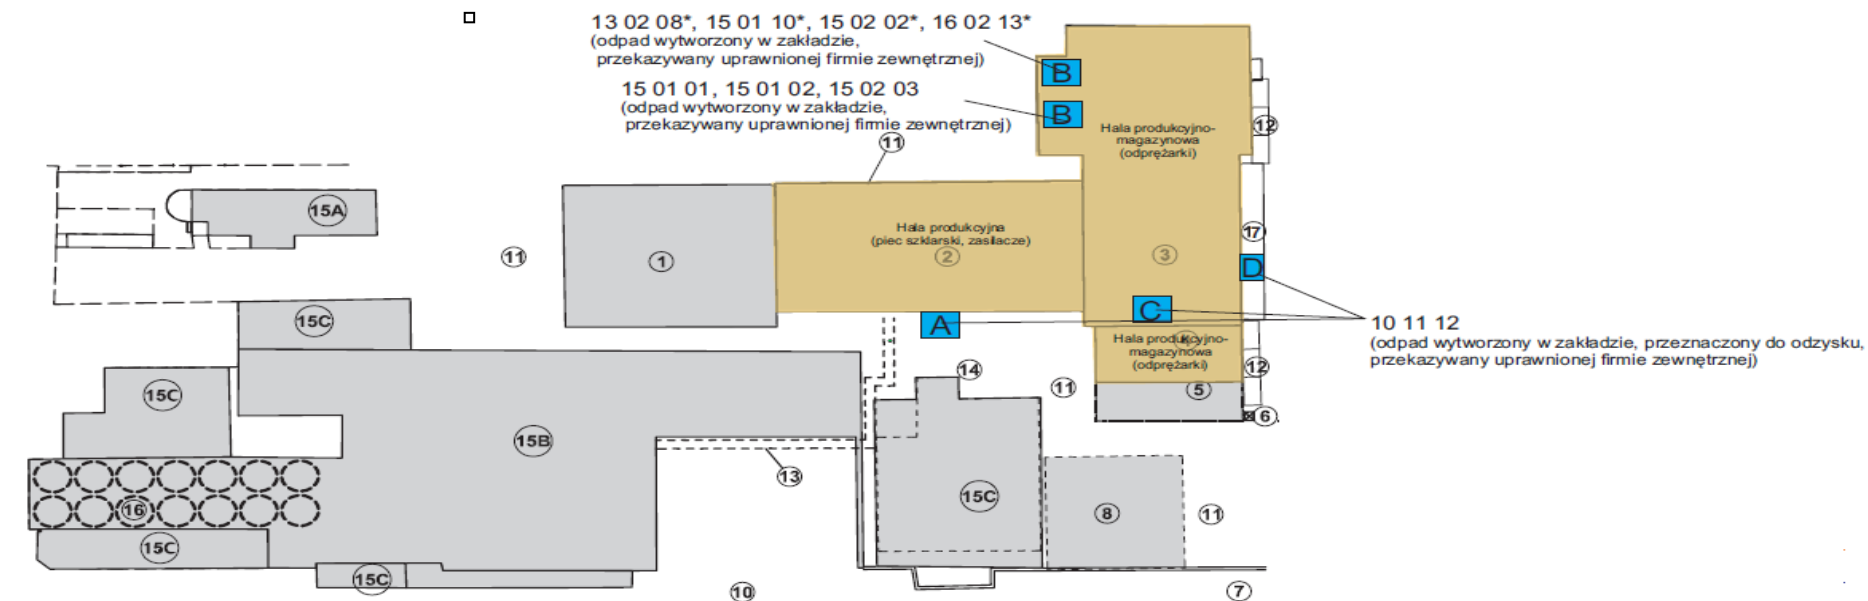 13 02 08*, 15 01 10*, 15 02 02*, 16 02 13*
(odpad wytworzony w zakładzie,
przekazywany uprawnionej firmie zewnętrznej)
B
15 01 01, 15 01 02, 15 02 03
(odpad wytworzony w zakładzie,
przekazywany uprawnionej firmie zewnętrznej)
B
Hala produkcyjno-
magazynowa
(odprężarki)
12
11
15A
Hala produkcyjna
(piec szklarski, zasilacze)
2
3
17
11
1
D
15C
A
C
10 11 12
(odpad wytworzony w zakładzie, przeznaczony do odzysku,
przekazywany uprawnionej firmie zewnętrznej)
Hala produkcyjno-
magazynowa
(odprężarki)
12
14
11
5
6
15C
15B
13
15C
8
11
16
15C
15C
10
7